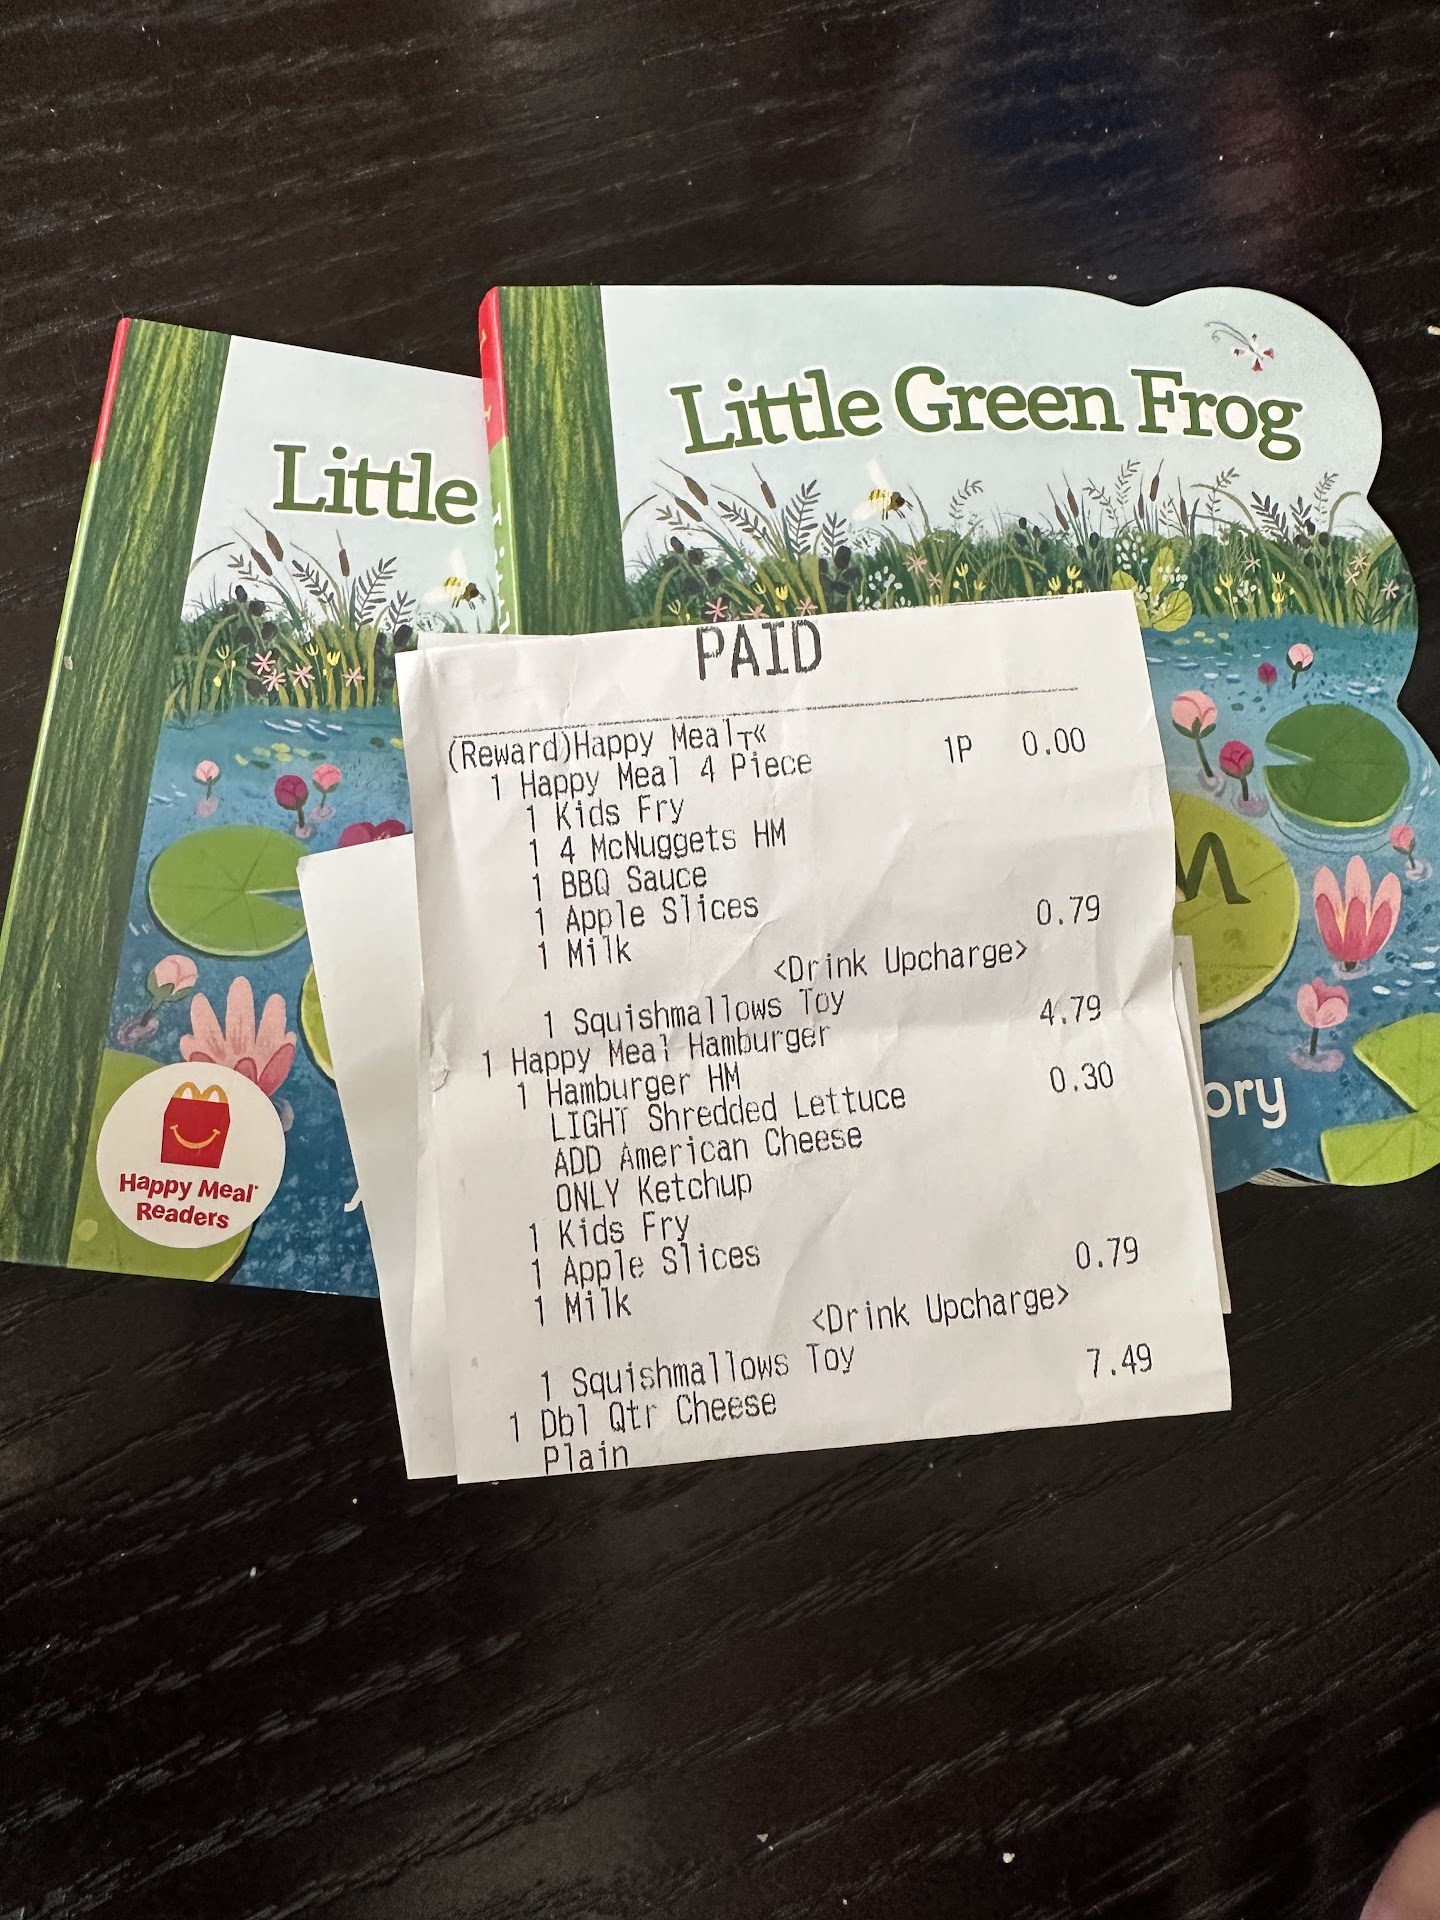 Little Green Frog
Little
PAID
(Reward)Happy MealT«
1 Happy Meal 4 Piece 1P 0.00
1 Kids Fry
1 4 McNuggets HM
1 BBQ Sauce
1 Apple Slices
1 Milk 0.79
<Drink Upcharge>
1 Squishmallows Toy
1 Happy Meal Hamburger 4.79
1 Hamburger HM
LIGHT Shredded Lettuce
ADD American Cheese 0.30
ONLY Ketchup
1 Kids Fry
1 Apple Slices
1 Milk 0.79
<Drink Upcharge>
1 Squishmallows Toy
1 Dbl Qtr Cheese 7.49
Plain
Happy Meal
Readers
ory